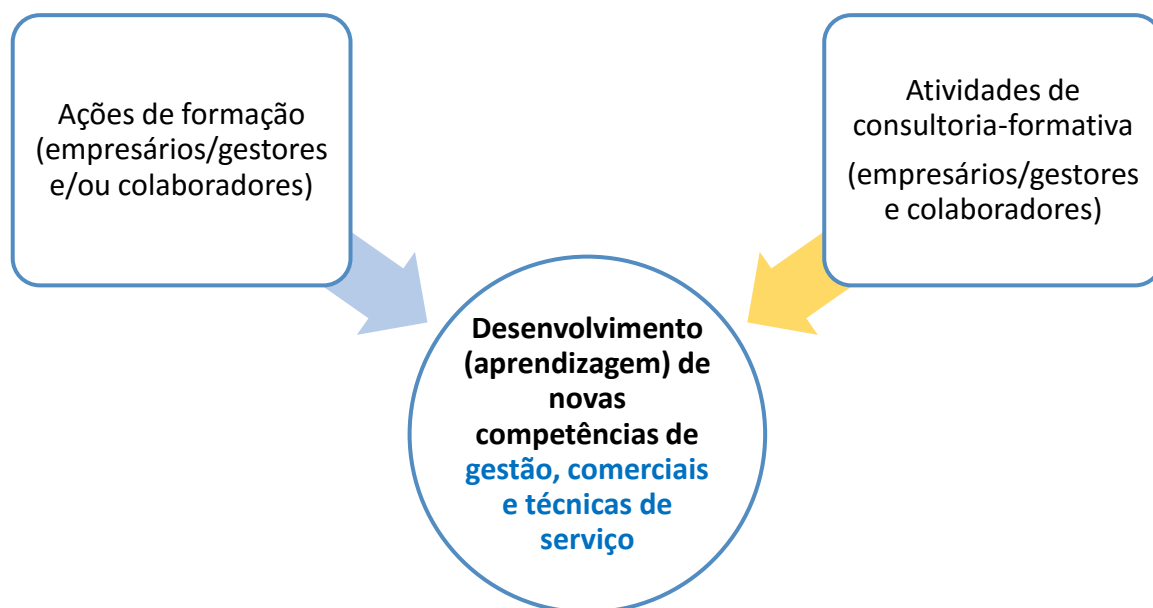 Ações de formação
(empresários/gestores
e/ou colaboradores)
Atividades de
consultoria-formativa
(empresários/gestores
e colaboradores)
Desenvolvimento
(aprendizagem) de
novas
competências de
gestão, comerciais
e técnicas de
serviço